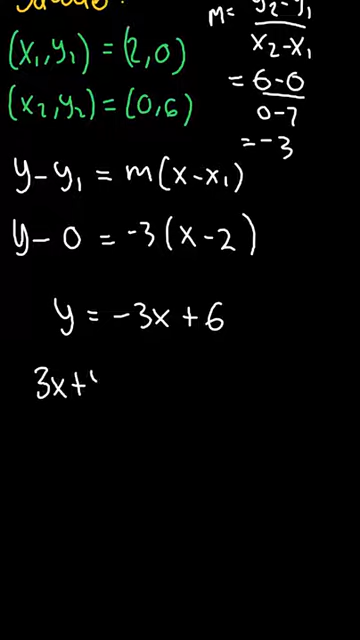 m= y₂-y₁
x₂-x₁
(x₁,y₁)=(2,0)
= 6-0
0-2
(x₂,y₂)=(0,6)
=-3
y-y₁ = m(x-x₁)
y-0 = -3(x-2)
y = -3x+6
3x+